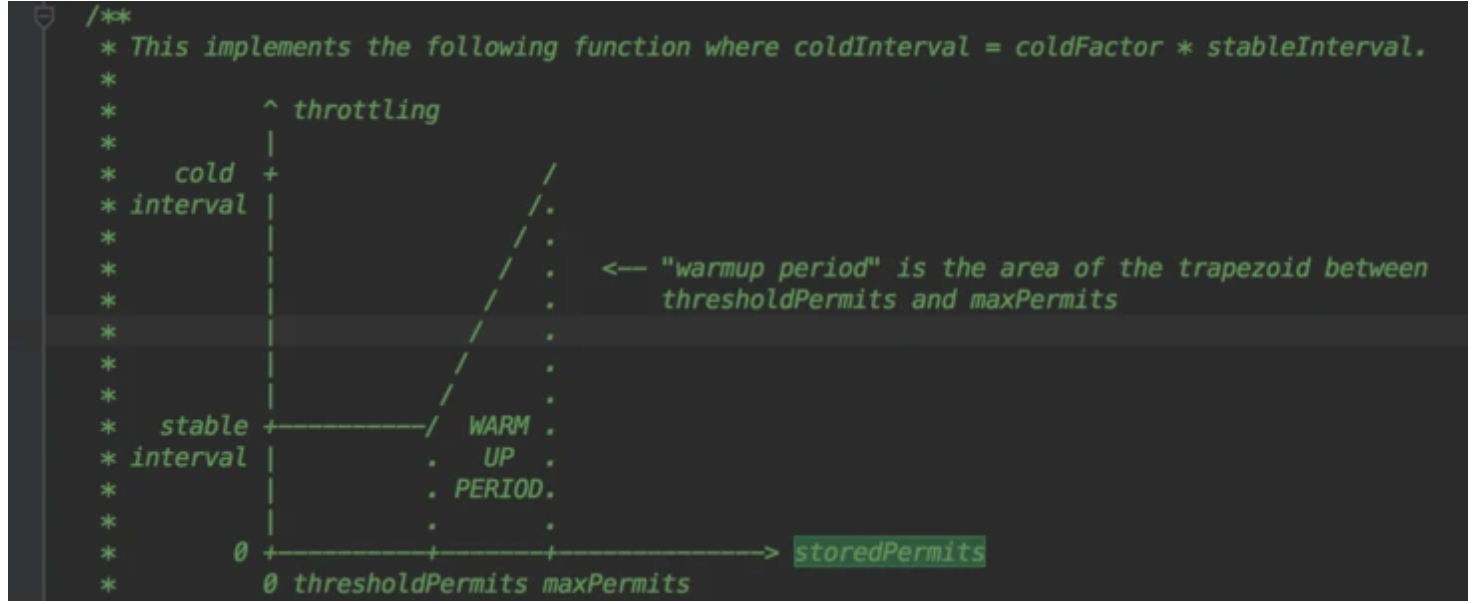 /**
* This implements the following function where coldInterval = coldFactor * stableInterval.
*
*          ^ throttling
*          |
*    cold  +                  /
* interval |                 /.
*          |                / .
*          |               /  .   <-- "warmup period" is the area of the trapezoid between
*          |              /   .       thresholdPermits and maxPermits
*          |             /    .
*          |            /     .
*          |           /      .
*   stable +----------/  WARM .
* interval |          .   UP  .
*          |          . PERIOD.
*          |          .       .
*        0 +----------+-------+--------------> storedPermits
*          0 thresholdPermits maxPermits